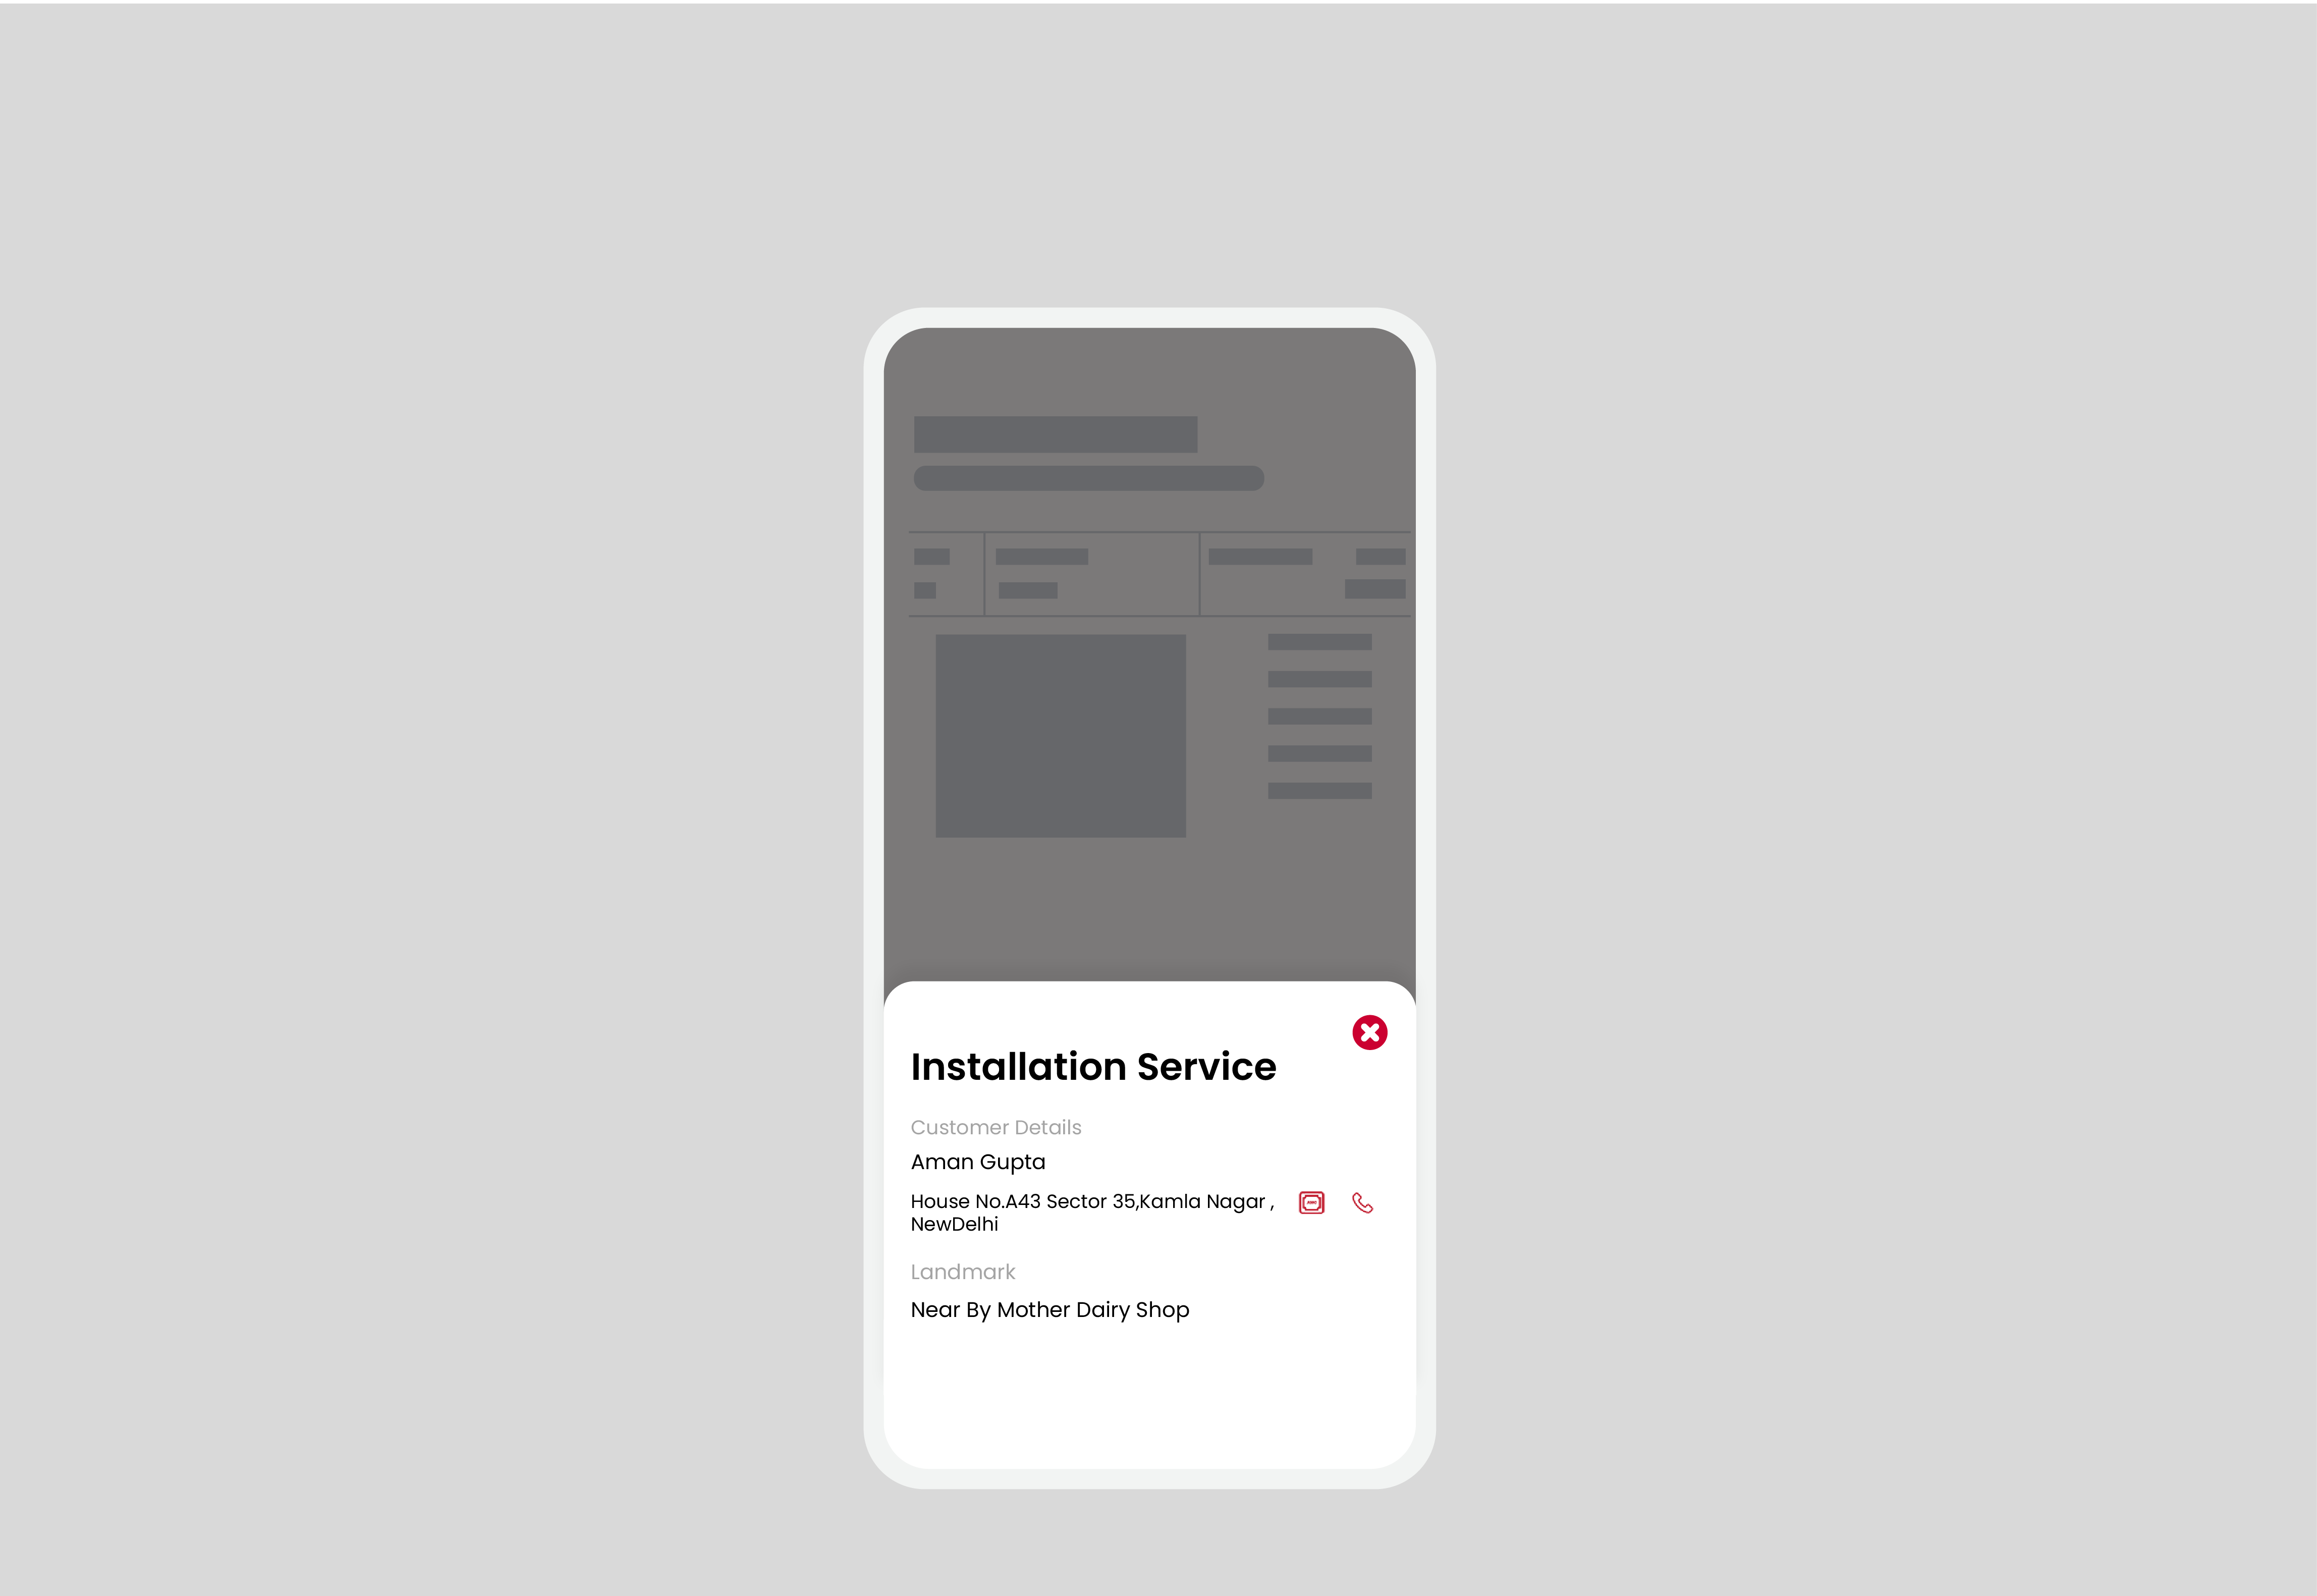 Installation Service
Customer Details
Aman Gupta
House No.A43 Sector 35,Kamla Nagar ,
NewDelhi
Landmark
Near By Mother Dairy Shop